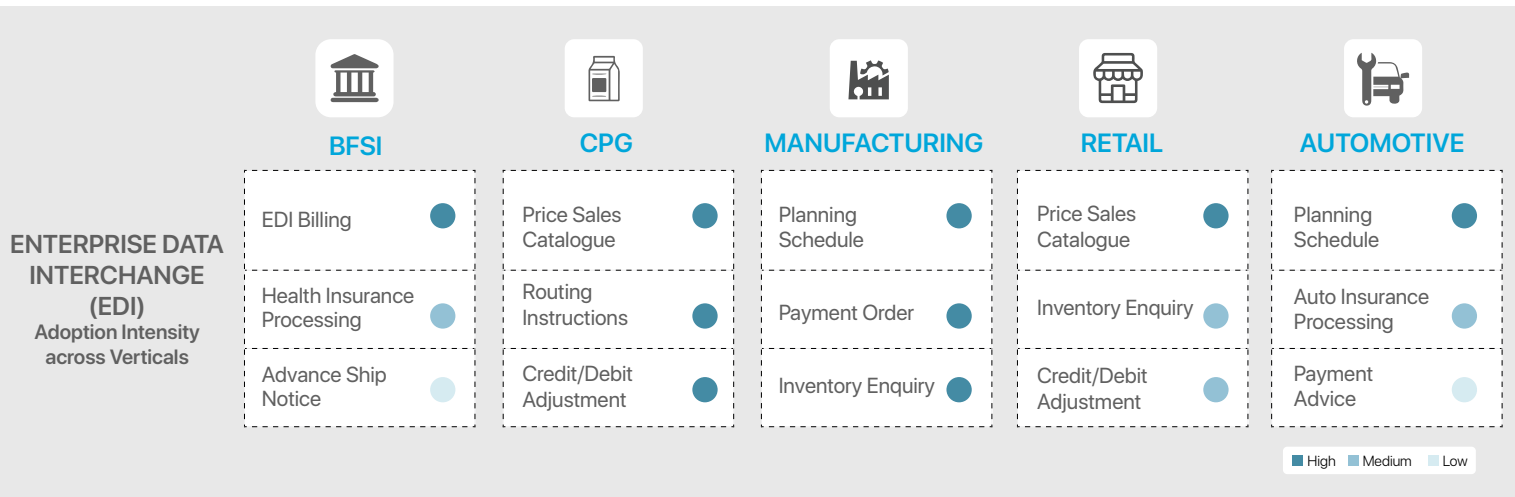 BFSI
CPG
MANUFACTURING
RETAIL
AUTOMOTIVE
ENTERPRISE DATA
INTERCHANGE
(EDI)
Adoption Intensity
across Verticals
EDI Billing
Health Insurance
Processing
Advance Ship
Notice
Price Sales
Catalogue
Routing
Instructions
Credit/Debit
Adjustment
Planning
Schedule
Payment Order
Inventory Enquiry
Price Sales
Catalogue
Inventory Enquiry
Credit/Debit
Adjustment
Planning
Schedule
Auto Insurance
Processing
Payment
Advice
High Medium Low